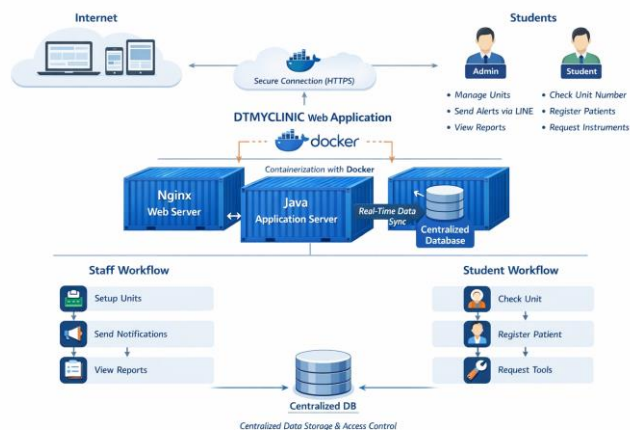 Internet
Students
Secure Connection (HTTPS)
Admin
Student
• Manage Units
• Send Alerts via LINE
• View Reports
• Check Unit Number
• Register Patients
• Request Instruments
DTMYCLINIC Web Application
docker
Containerization with Docker
Nginx
Web Server
Java
Application Server
Real-Time Data
Sync
Centralized
Database
Staff Workflow
Setup Units
Send Notifications
View Reports
Student Workflow
Check Unit
Register Patient
Request Tools
Centralized DB
Centralized Data Storage & Access Control